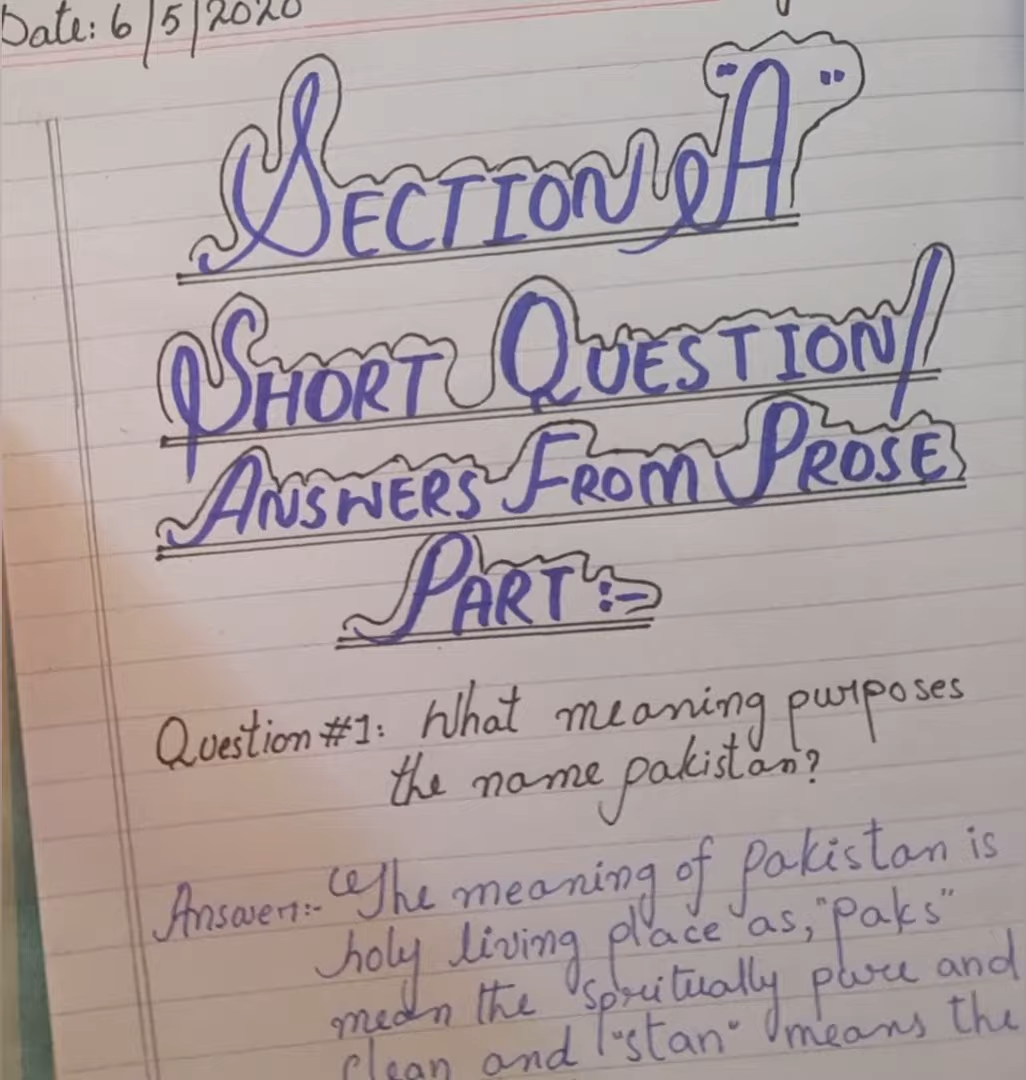 Date: 6/5/2020
SECTION "A"
SHORT QUESTION/
ANSWERS FROM PROSE
PART :-
Question #1: What meaning purposes
the name pakistan?
Answer:- "The meaning of pakistan is
holy living place as, "paks"
mean the spritually pure and
clean and "stan" means the